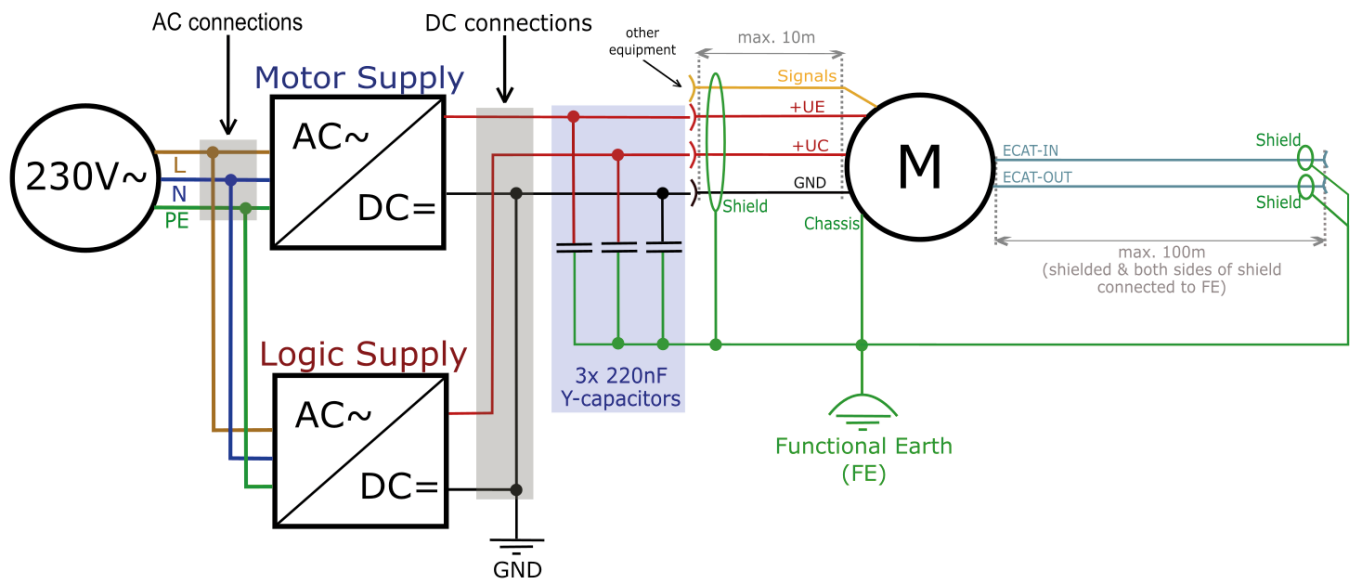 AC connections
DC connections
other
equipment
max. 10m
Motor Supply
Signals
+UE
+UC
GND
230V~
L
N
PE
AC~
DC=
M
ECAT-IN
ECAT-OUT
Shield
Shield
Shield
Chassis
max. 100m
(shielded & both sides of shield
connected to FE)
Logic Supply
AC~
DC=
3x 220nF
Y-capacitors
Functional Earth
(FE)
GND